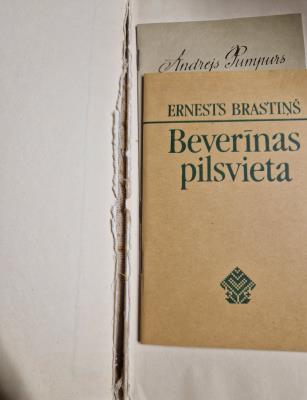 Andrejs Pumpurs
ERNESTS BRASTIŅŠ
Beverīnas
pilsvieta